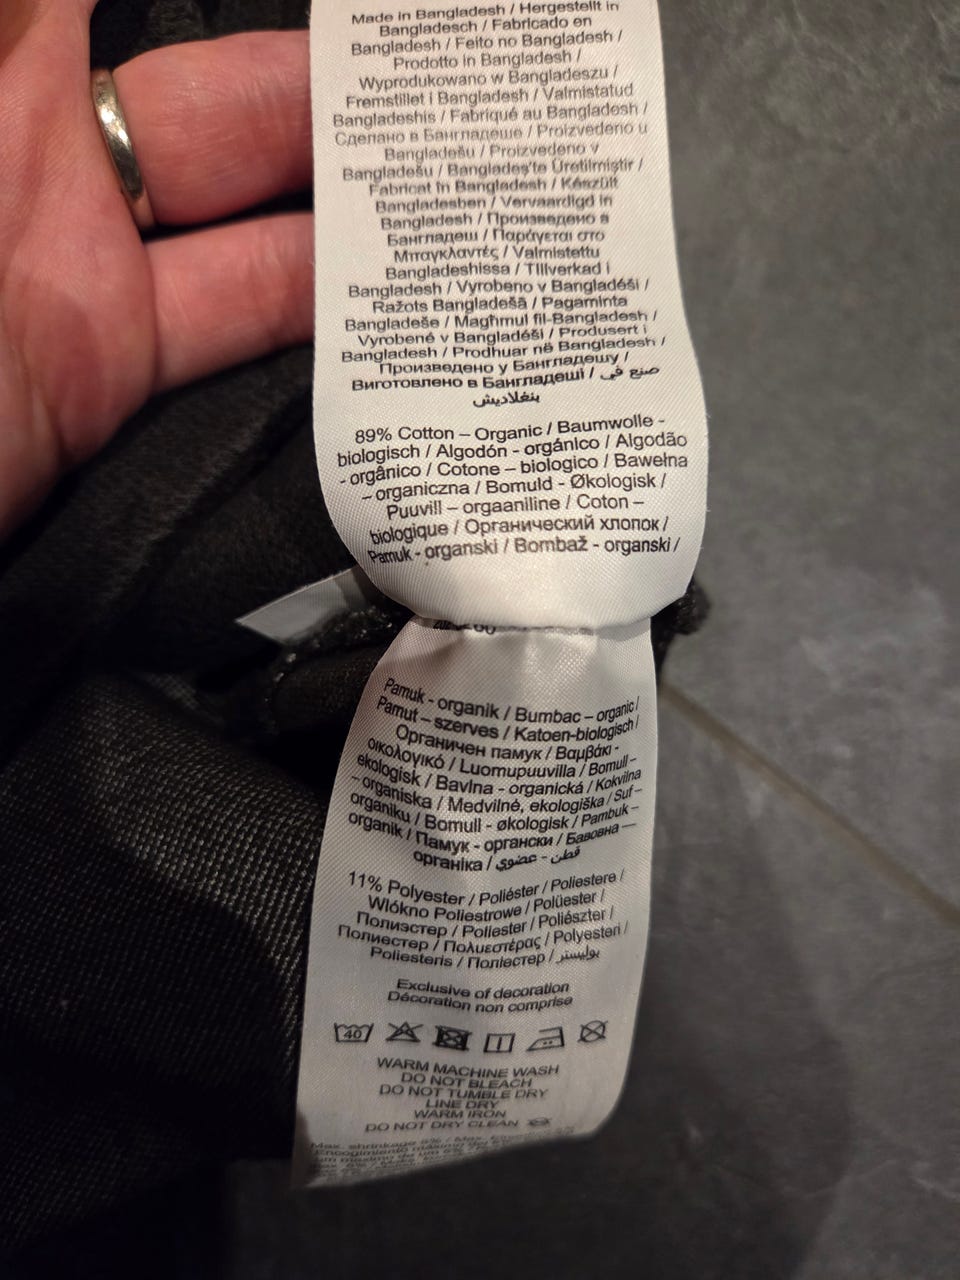 Made in Bangladesh / Hergestellt in
Bangladesch / Fabricado en
Bangladesh / Feito no Bangladesh /
Prodotto in Bangladesh /
Wyprodukowano w Bangladeszu /
Fremstillet i Bangladesh / Valmistatud
Bangladeshis / Fabriqué au Bangladesh /
Сделано в Бангладеше / Proizvedeno u
Bangladešu / Proizvedeno v
Bangladešu / Bangladeş'te Üretilmiştir /
Fabricat în Bangladesh / Készült
Bangladesben / Vervaardigd in
Bangladesh / Произведено в
Бангладеш / Παράγεται στο
Μπαγκλαντές / Valmistettu
Bangladeshissa / Tillverkad i
Bangladesh / Vyrobeno v Bangladéši /
Ražots Bangladešā / Pagaminta
Bangladeše / Magħmul fil-Bangladesh /
Vyrobené v Bangladéši / Produsert i
Bangladesh / Prodhuar në Bangladesh /
Произведено у Бангладешу /
Виготовлено в Бангладеші / صنع في
بنغلاديش
89% Cotton – Organic / Baumwolle -
biologisch / Algodón - orgánico / Algodão
- orgânico / Cotone – biologico / Bawełna
– organiczna / Bomuld - Økologisk /
Puuvill – orgaaniline / Coton –
biologique / Органический хлопок /
Pamuk - organski / Bombaž - organski /
Pamuk - organik / Bumbac – organic /
Pamut – szerves / Katoen-biologisch /
Органичен памук / Βαμβάκι -
οικολογικό / Luomupuuvilla / Bomull –
ekologisk / Bavlna - organická / Kokvilna
– organiska / Medvilnė, ekologiška / Suf –
organiku / Bomull - økologisk / Pambuk –
organik / Памук - органски / Бавовна —
органіка / قطن - عضوي
11% Polyester / Poliéster / Poliestere /
Włókno Poliestrowe / Polüester /
Полиэстер / Poliester / Poliészter /
Полиестер / Πολυεστέρας / Polyesteri /
Poliesteris / Поліестер / بوليستر
Exclusive of decoration
Décoration non comprise
40
WARM MACHINE WASH
DO NOT BLEACH
DO NOT TUMBLE DRY
LINE DRY
WARM IRON
DO NOT DRY CLEAN
Max. shrinkage